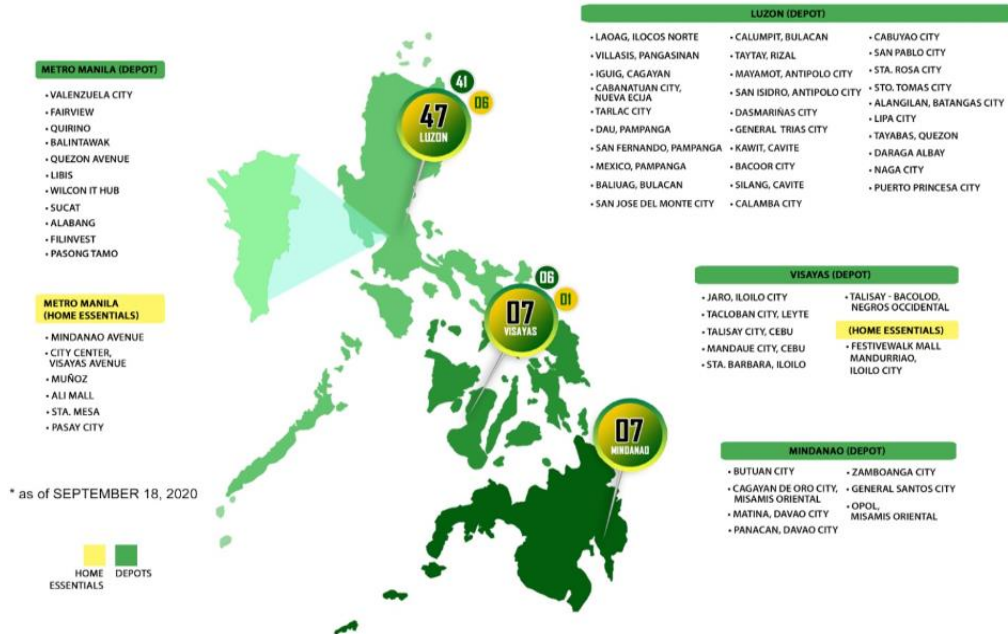 METRO MANILA (DEPOT)
• VALENZUELA CITY
• FAIRVIEW
• QUIRINO
• BALINTAWAK
• QUEZON AVENUE
• LIBIS
• WILCON IT HUB
• SUCAT
• ALABANG
• FILINVEST
• PASONG TAMO
METRO MANILA
(HOME ESSENTIALS)
• MINDANAO AVENUE
• CITY CENTER,
VISAYAS AVENUE
• MUÑOZ
• ALI MALL
• STA. MESA
• PASAY CITY
* as of SEPTEMBER 18, 2020
HOME
ESSENTIALS
DEPOTS
41
06
47
LUZON
06
01
07
VISAYAS
07
MINDANAO
LUZON (DEPOT)
• LAOAG, ILOCOS NORTE
• VILLASIS, PANGASINAN
• IGUIG, CAGAYAN
• CABANATUAN CITY,
NUEVA ECIJA
• TARLAC CITY
• DAU, PAMPANGA
• SAN FERNANDO, PAMPANGA
• MEXICO, PAMPANGA
• BALIUAG, BULACAN
• SAN JOSE DEL MONTE CITY
• CALUMPIT, BULACAN
• TAYTAY, RIZAL
• MAYAMOT, ANTIPOLO CITY
• SAN ISIDRO, ANTIPOLO CITY
• DASMARIÑAS CITY
• GENERAL TRIAS CITY
• KAWIT, CAVITE
• BACOOR CITY
• SILANG, CAVITE
• CALAMBA CITY
• CABUYAO CITY
• SAN PABLO CITY
• STA. ROSA CITY
• STO. TOMAS CITY
• ALANGILAN, BATANGAS CITY
• LIPA CITY
• TAYABAS, QUEZON
• DARAGA ALBAY
• NAGA CITY
• PUERTO PRINCESA CITY
VISAYAS (DEPOT)
• JARO, ILOILO CITY
• TACLOBAN CITY, LEYTE
• TALISAY CITY, CEBU
• MANDAUE CITY, CEBU
• STA. BARBARA, ILOILO
• TALISAY - BACOLOD,
NEGROS OCCIDENTAL
(HOME ESSENTIALS)
• FESTIVEWALK MALL
MANDURRIAO,
ILOILO CITY
MINDANAO (DEPOT)
• BUTUAN CITY
• CAGAYAN DE ORO CITY,
MISAMIS ORIENTAL
• MATINA, DAVAO CITY
• PANACAN, DAVAO CITY
• ZAMBOANGA CITY
• GENERAL SANTOS CITY
• OPOL,
MISAMIS ORIENTAL